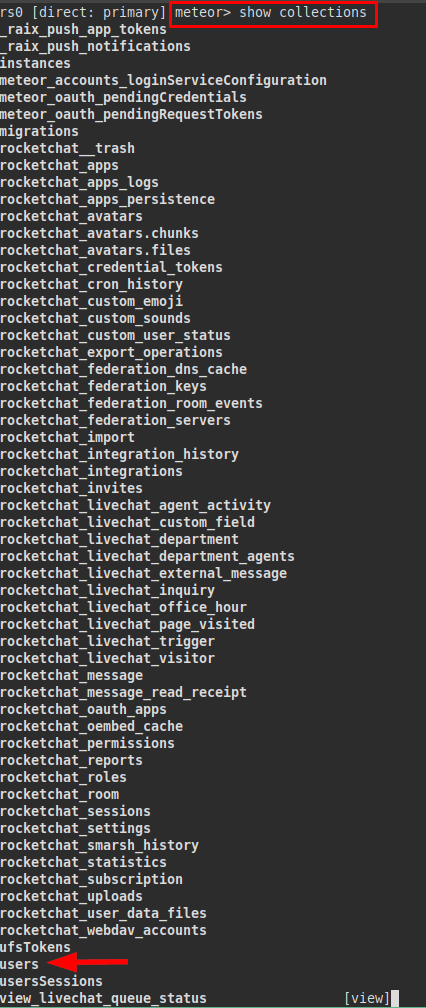 rs0 [direct: primary] meteor> show collections
_raix_push_app_tokens
_raix_push_notifications
instances
meteor_accounts_loginServiceConfiguration
meteor_oauth_pendingCredentials
meteor_oauth_pendingRequestTokens
migrations
rocketchat__trash
rocketchat_apps
rocketchat_apps_logs
rocketchat_apps_persistence
rocketchat_avatars
rocketchat_avatars.chunks
rocketchat_avatars.files
rocketchat_credential_tokens
rocketchat_cron_history
rocketchat_custom_emoji
rocketchat_custom_sounds
rocketchat_custom_user_status
rocketchat_export_operations
rocketchat_federation_dns_cache
rocketchat_federation_keys
rocketchat_federation_room_events
rocketchat_federation_servers
rocketchat_import
rocketchat_integration_history
rocketchat_integrations
rocketchat_invites
rocketchat_livechat_agent_activity
rocketchat_livechat_custom_field
rocketchat_livechat_department
rocketchat_livechat_department_agents
rocketchat_livechat_external_message
rocketchat_livechat_inquiry
rocketchat_livechat_office_hour
rocketchat_livechat_page_visited
rocketchat_livechat_trigger
rocketchat_livechat_visitor
rocketchat_message
rocketchat_message_read_receipt
rocketchat_oauth_apps
rocketchat_oembed_cache
rocketchat_permissions
rocketchat_reports
rocketchat_roles
rocketchat_room
rocketchat_sessions
rocketchat_settings
rocketchat_smarsh_history
rocketchat_statistics
rocketchat_subscription
rocketchat_uploads
rocketchat_user_data_files
rocketchat_webdav_accounts
ufsTokens
users
usersSessions
view_livechat_queue_status [view]